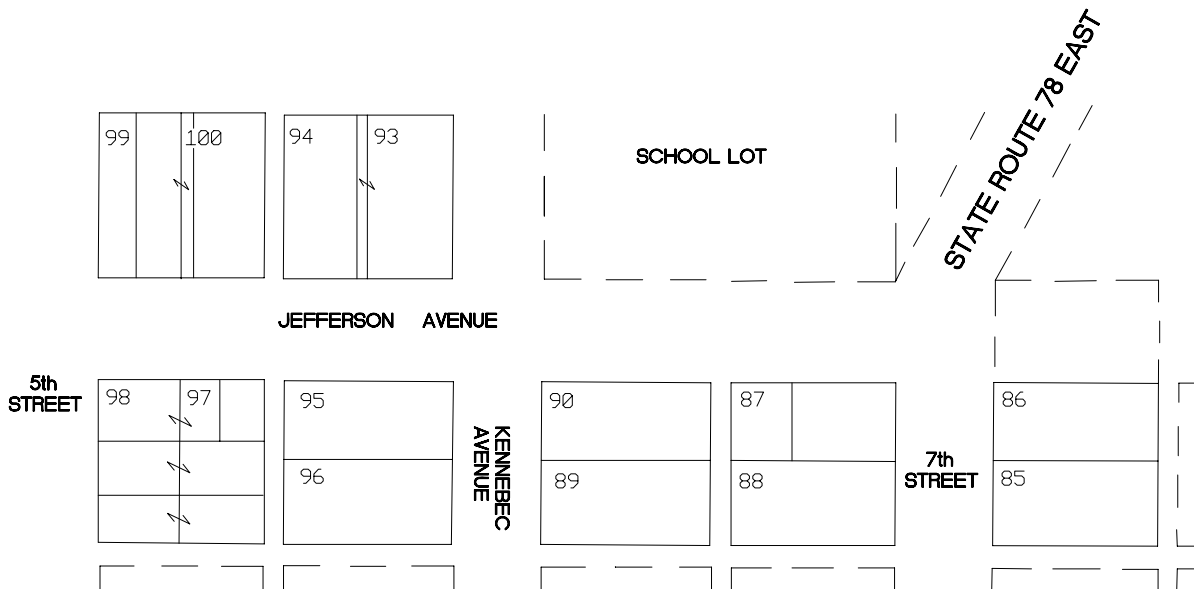 STATE ROUTE 78 EAST
99
100
94
93
SCHOOL LOT
JEFFERSON AVENUE
5th
STREET
98
97
95
90
87
86
KENNEBEC
AVENUE
7th
STREET
96
89
88
85